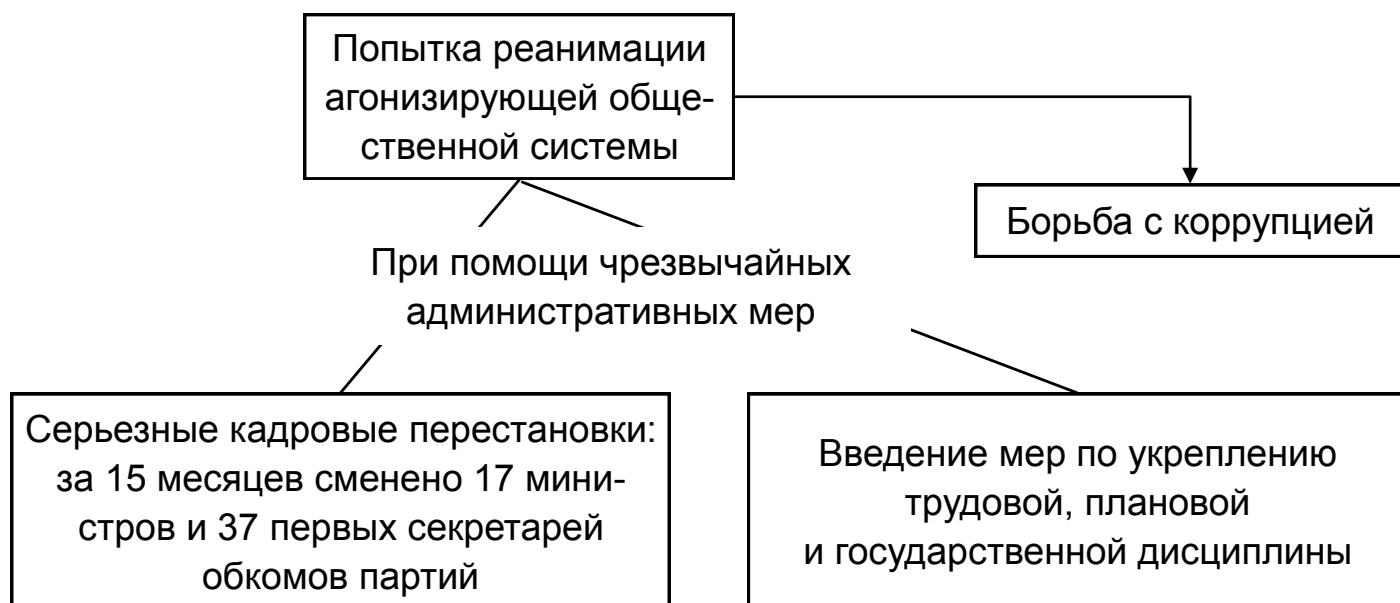 Попытка реанимации
агонизирующей обще-
ственной системы
Борьба с коррупцией
При помощи чрезвычайных
административных мер
Серьезные кадровые перестановки:
за 15 месяцев сменено 17 мини-
стров и 37 первых секретарей
обкомов партий
Введение мер по укреплению
трудовой, плановой
и государственной дисциплины